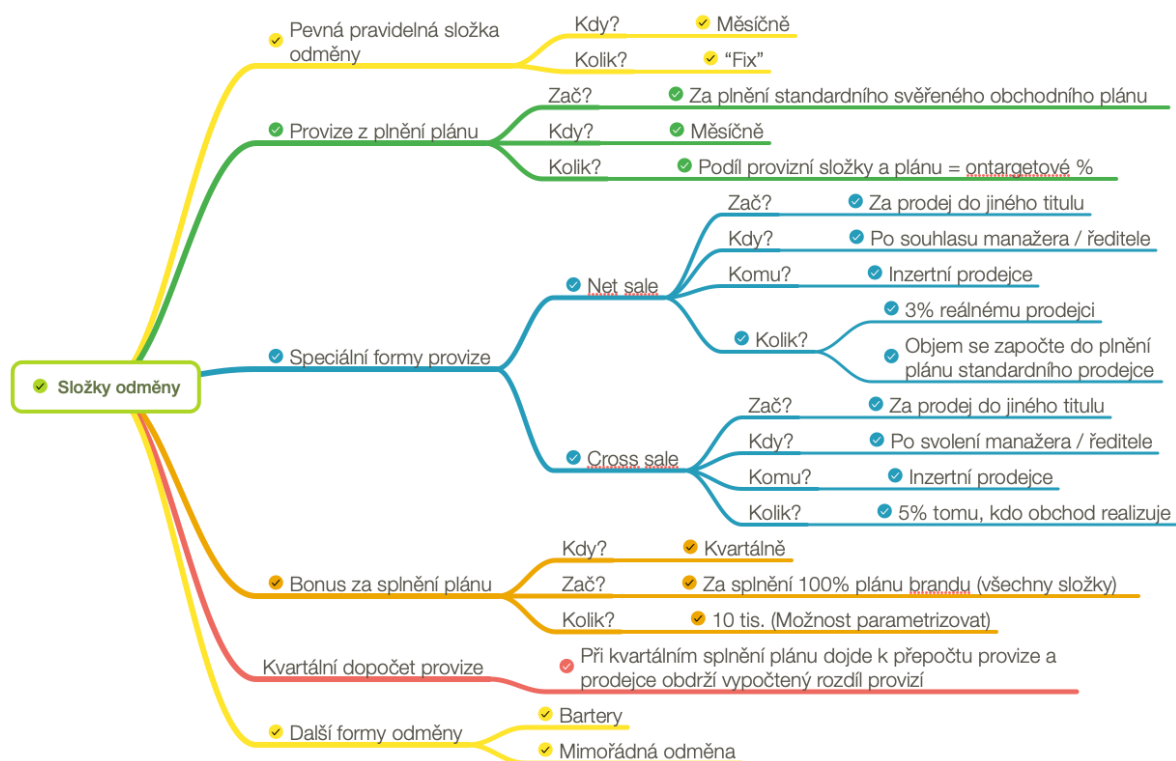 Pevná pravidelná složka
odměny
Kdy?
Měsíčně
Kolik?
“Fix”
Provize z plnění plánu
Zač?
Za plnění standardního svěřeného obchodního plánu
Kdy?
Měsíčně
Kolik?
Podíl provizní složky a plánu = ontargetové %
Složky odměny
Speciální formy provize
Net sale
Zač?
Za prodej do jiného titulu
Kdy?
Po souhlasu manažera / ředitele
Komu?
Inzertní prodejce
Kolik?
3% reálnému prodejci
Objem se započte do plnění
plánu standardního prodejce
Cross sale
Zač?
Za prodej do jiného titulu
Kdy?
Po svolení manažera / ředitele
Komu?
Inzertní prodejce
Kolik?
5% tomu, kdo obchod realizuje
Bonus za splnění plánu
Kdy?
Kvartálně
Zač?
Za splnění 100% plánu brandu (všechny složky)
Kolik?
10 tis. (Možnost parametrizovat)
Kvartální dopočet provize
Při kvartálním splnění plánu dojde k přepočtu provize a
prodejce obdrží vypočtený rozdíl provizí
Další formy odměny
Bartery
Mimořádná odměna